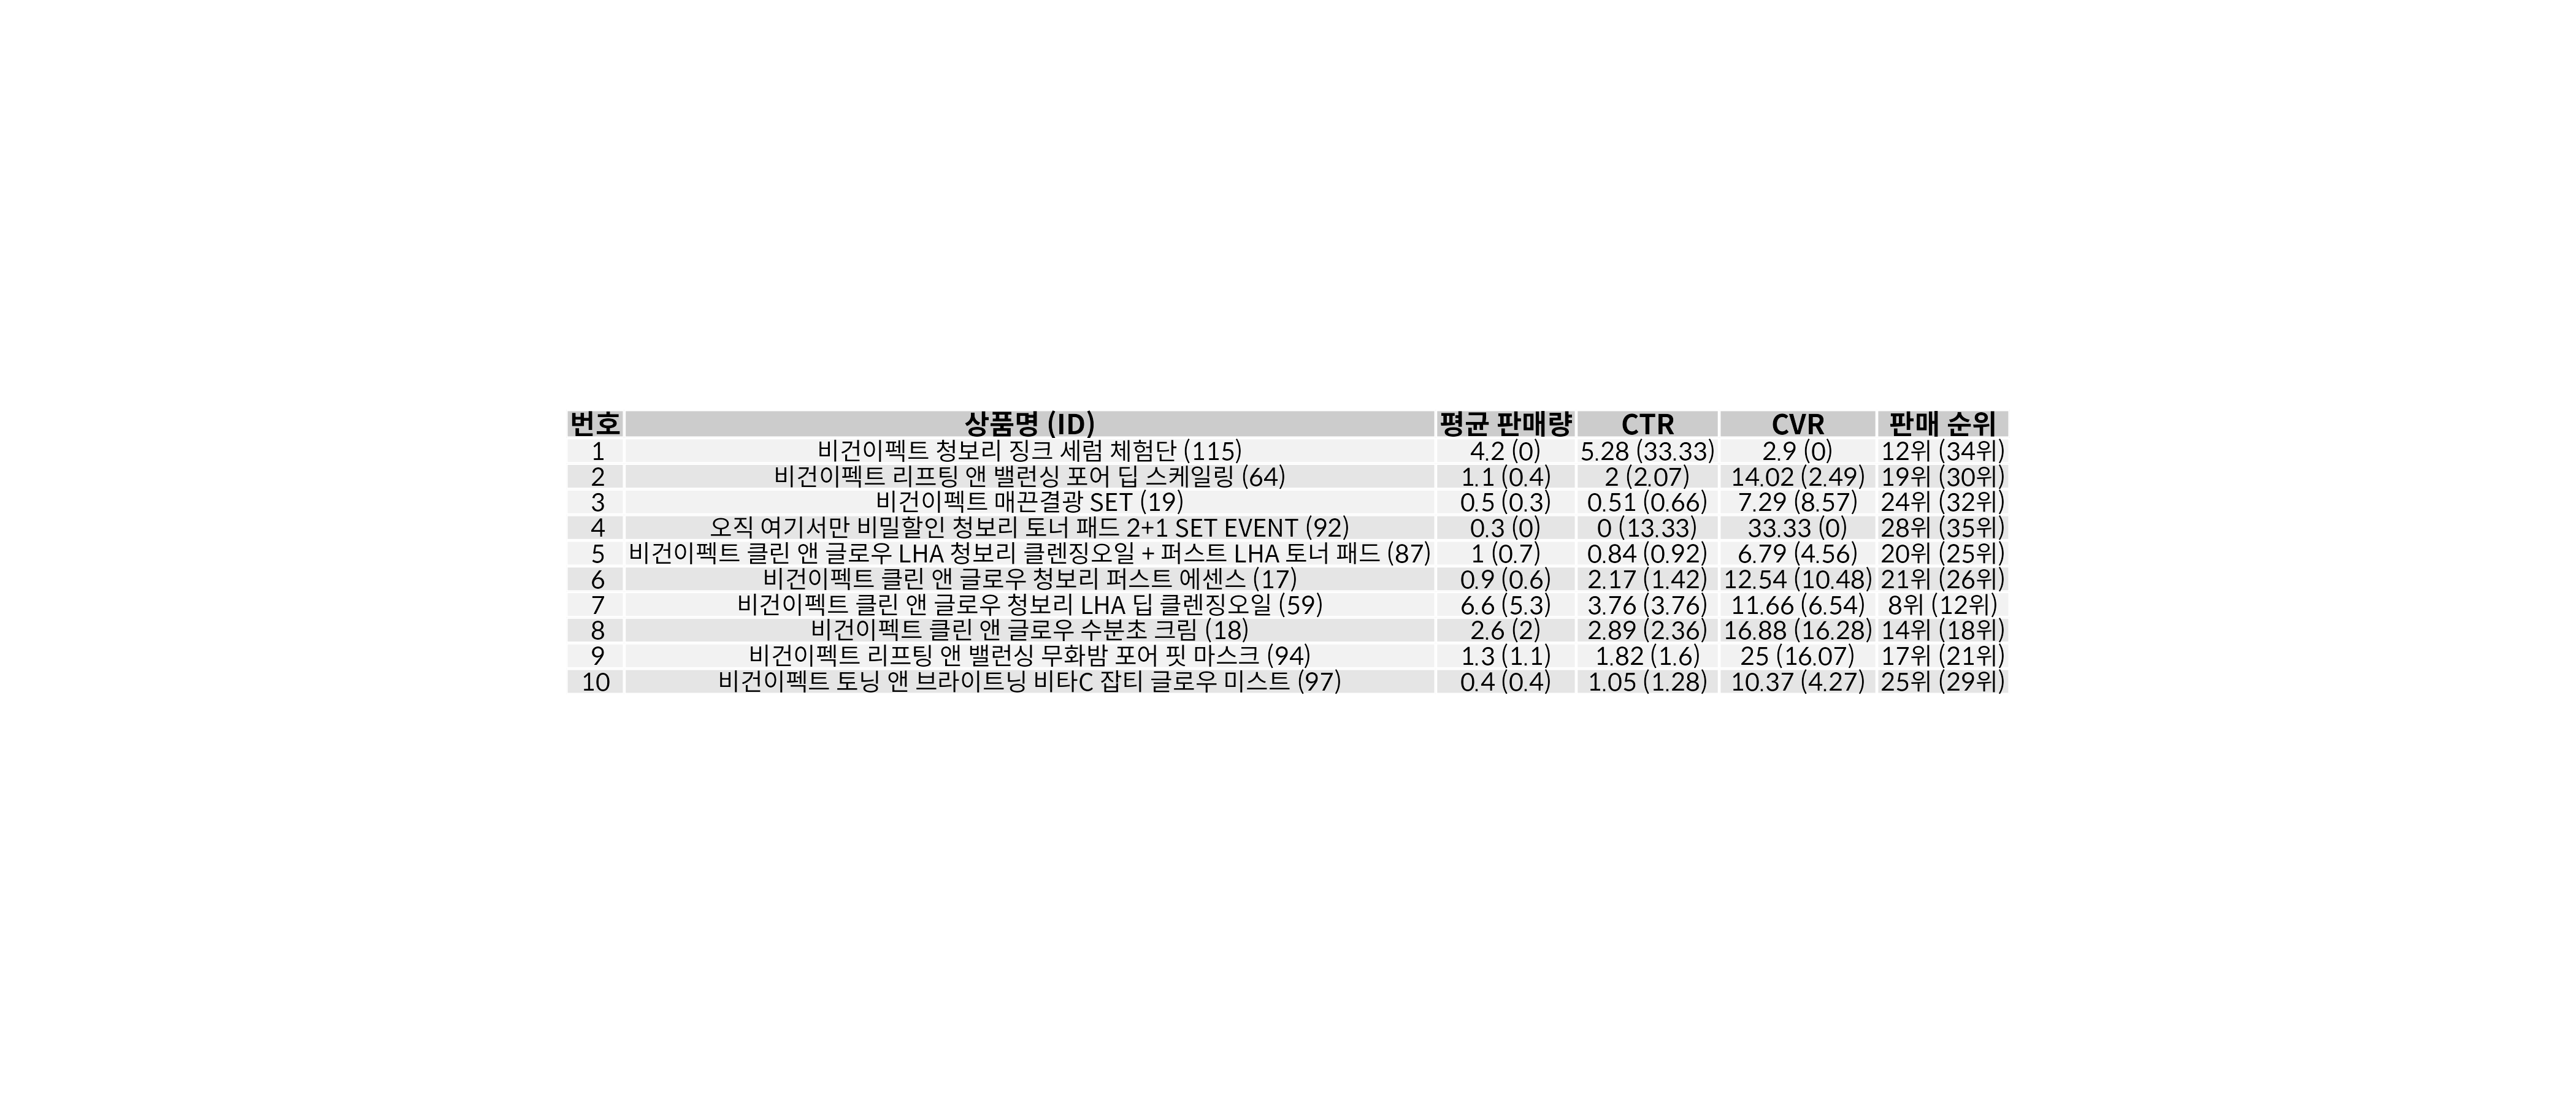 번호 상품명 (ID) 평균 판매량 CTR CVR 판매 순위
1 비건이펙트 청보리 징크 세럼 체험단 (115) 4.2 (0) 5.28 (33.33) 2.9 (0) 12위 (34위)
2 비건이펙트 리프팅 앤 밸런싱 포어 딥 스케일링 (64) 1.1 (0.4) 2 (2.07) 14.02 (2.49) 19위 (30위)
3 비건이펙트 매끈결광 SET (19) 0.5 (0.3) 0.51 (0.66) 7.29 (8.57) 24위 (32위)
4 오직 여기서만 비밀할인 청보리 토너 패드 2+1 SET EVENT (92) 0.3 (0) 0 (13.33) 33.33 (0) 28위 (35위)
5 비건이펙트 클린 앤 글로우 LHA 청보리 클렌징오일 + 퍼스트 LHA 토너 패드 (87) 1 (0.7) 0.84 (0.92) 6.79 (4.56) 20위 (25위)
6 비건이펙트 클린 앤 글로우 청보리 퍼스트 에센스 (17) 0.9 (0.6) 2.17 (1.42) 12.54 (10.48) 21위 (26위)
7 비건이펙트 클린 앤 글로우 청보리 LHA 딥 클렌징오일 (59) 6.6 (5.3) 3.76 (3.76) 11.66 (6.54) 8위 (12위)
8 비건이펙트 클린 앤 글로우 수분초 크림 (18) 2.6 (2) 2.89 (2.36) 16.88 (16.28) 14위 (18위)
9 비건이펙트 리프팅 앤 밸런싱 무화밤 포어 핏 마스크 (94) 1.3 (1.1) 1.82 (1.6) 25 (16.07) 17위 (21위)
10 비건이펙트 토닝 앤 브라이트닝 비타C 잡티 글로우 미스트 (97) 0.4 (0.4) 1.05 (1.28) 10.37 (4.27) 25위 (29위)